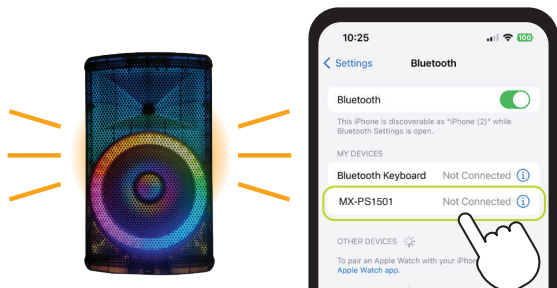 10:25
100
Settings
Bluetooth
Bluetooth
This iPhone is discoverable as "iPhone (2)" while
Bluetooth Settings is open.
MY DEVICES
Bluetooth Keyboard Not Connected
MX-PS1501 Not Connected
OTHER DEVICES
To pair an Apple Watch with your
Apple Watch app.